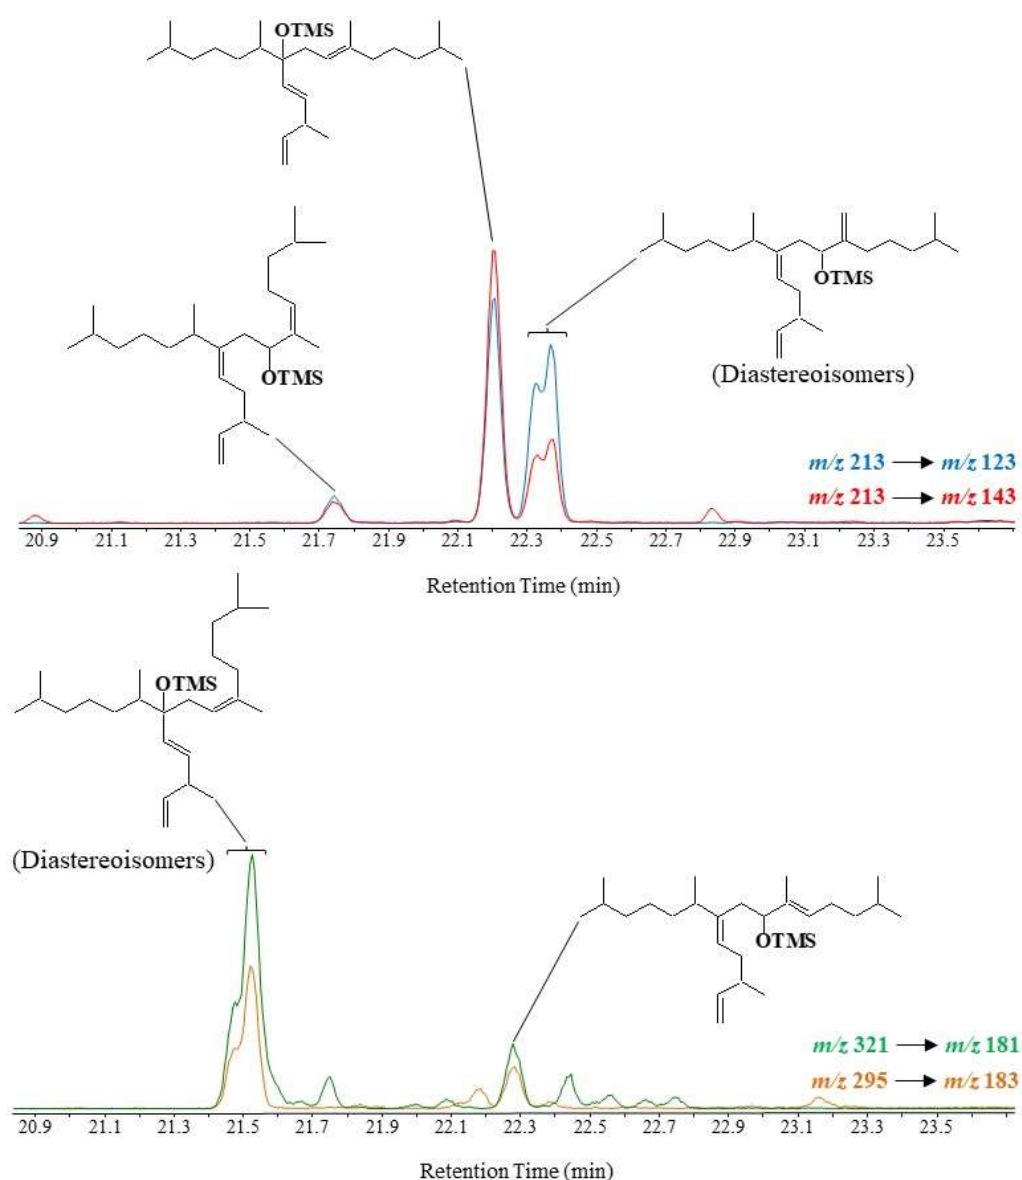 OTMS
OTMS
OTMS
(Diastereoisomers)
m/z 213 → m/z 123
m/z 213 → m/z 143
20.9 21.1 21.3 21.5 21.7 21.9 22.1 22.3 22.5 22.7 22.9 23.1 23.3 23.5
Retention Time (min)
OTMS
(Diastereoisomers)
OTMS
m/z 321 → m/z 181
m/z 295 → m/z 183
20.9 21.1 21.3 21.5 21.7 21.9 22.1 22.3 22.5 22.7 22.9 23.1 23.3 23.5
Retention Time (min)